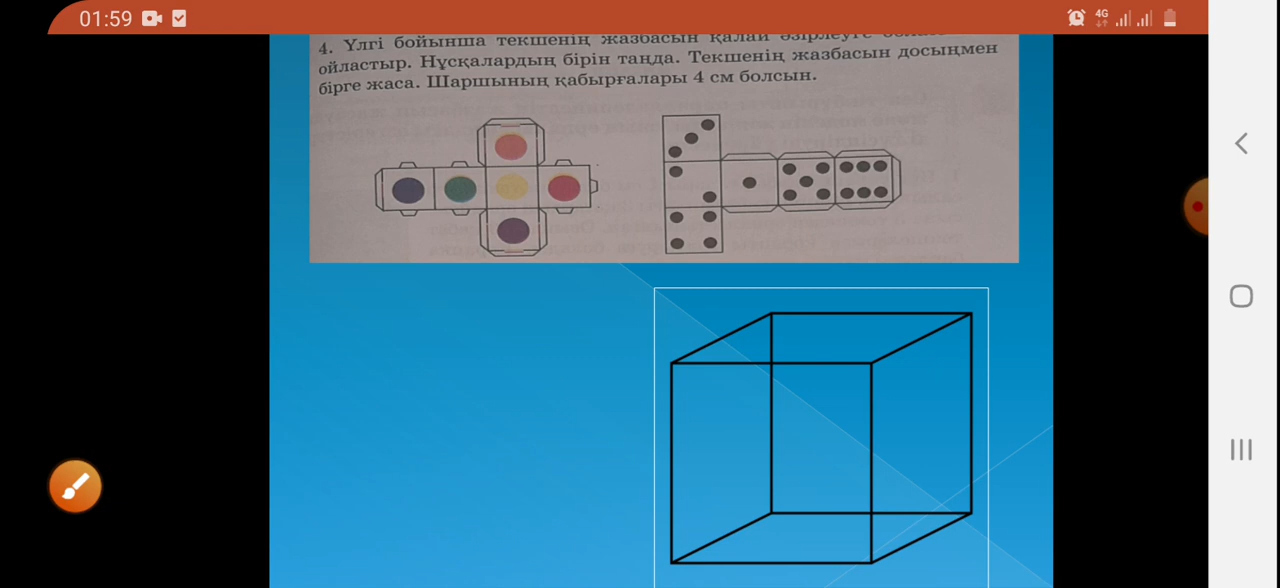 01:59
4G
4. Үлгі бойынша текшенің жазбасын қалай әзірлеуге
ойластыр. Нұсқалардың бірін таңда. Текшенің жазбасын досыңмен
бірге жаса. Шаршының қабырғалары 4 см болсын.